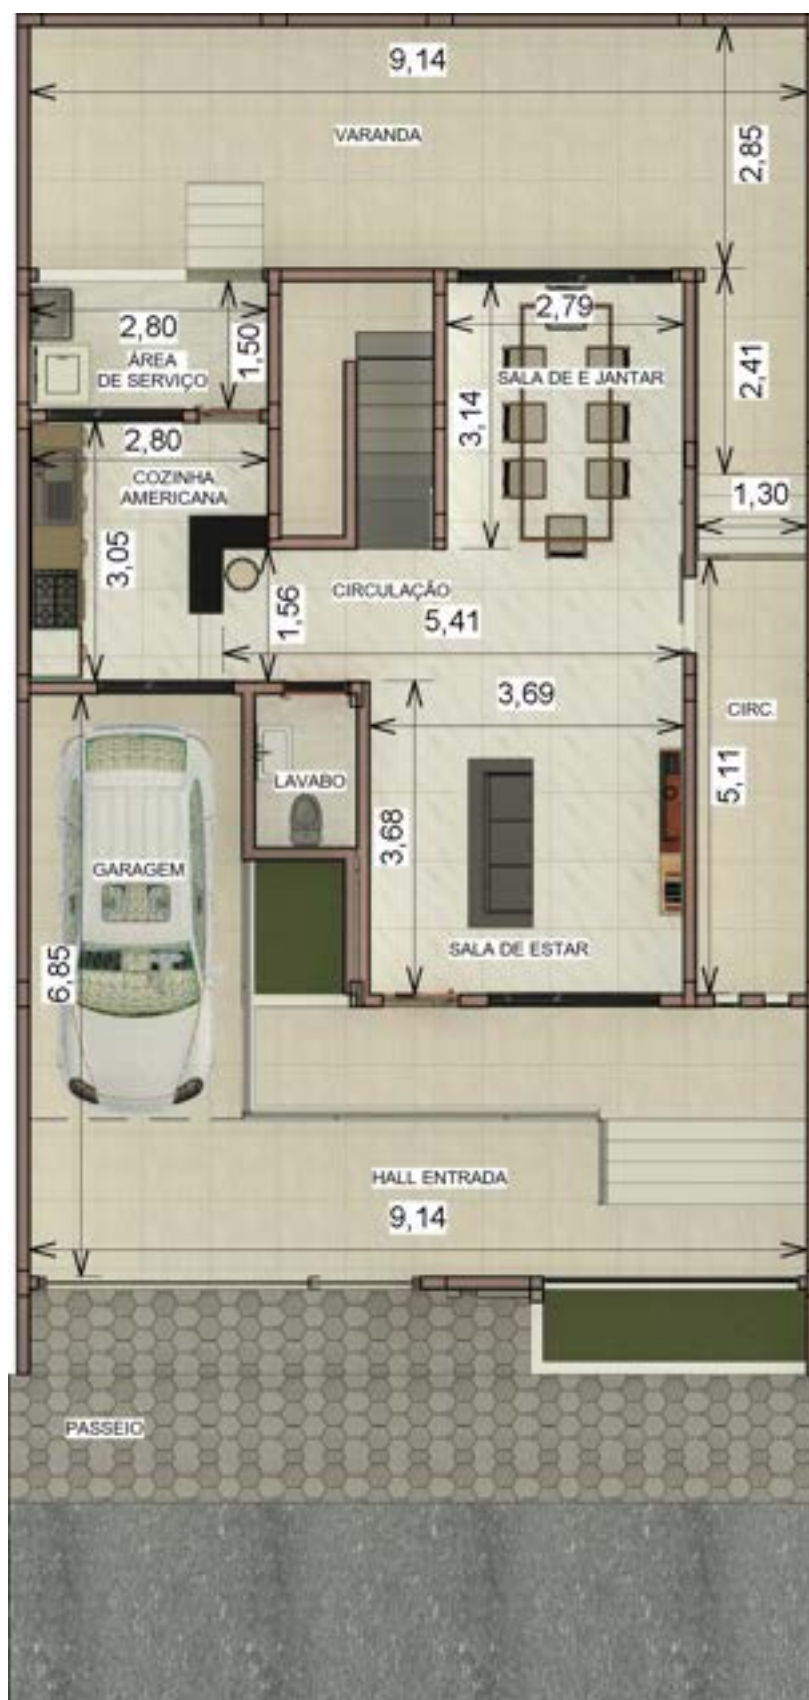 9,14
VARANDA
2,85
2,80
1,50
ÁREA
DE SERVIÇO
2,79
SALA DE E JANTAR
3,14
2,41
2,80
COZINHA
AMERICANA
3,05
1,30
1,56
CIRCULAÇÃO
5,41
3,69
CIRC.
5,11
LAVABO
3,68
GARAGEM
SALA DE ESTAR
6,85
HALL ENTRADA
9,14
PASSEIO